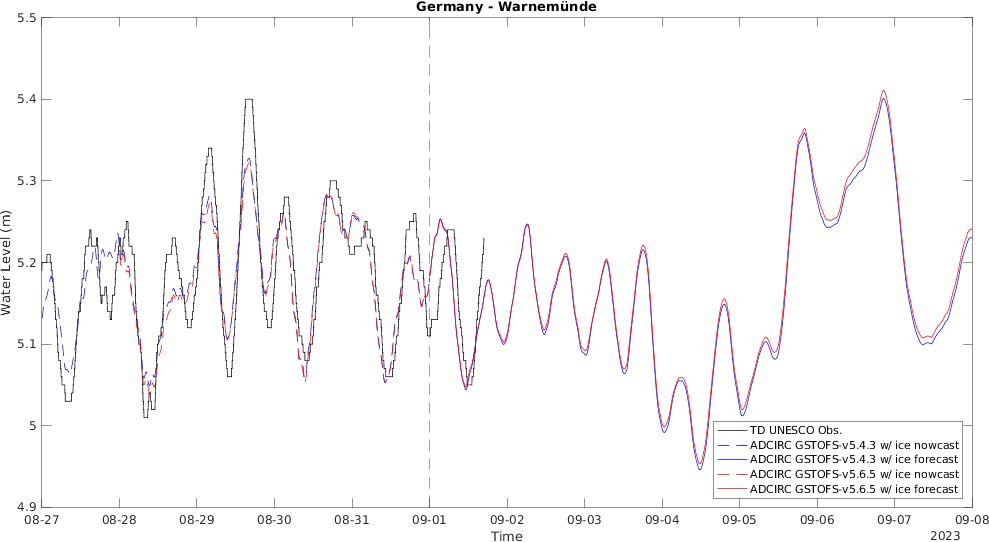 Germany - Warnemünde
Water Level (m)
5.5
5.4
5.3
5.2
5.1
5
4.9
08-27
08-28
08-29
08-30
08-31
09-01
09-02
09-03
09-04
09-05
09-06
09-07
09-08
Time
2023
TD UNESCO Obs.
ADCIRC GSTOFS-v5.4.3 w/ ice nowcast
ADCIRC GSTOFS-v5.4.3 w/ ice forecast
ADCIRC GSTOFS-v5.6.5 w/ ice nowcast
ADCIRC GSTOFS-v5.6.5 w/ ice forecast